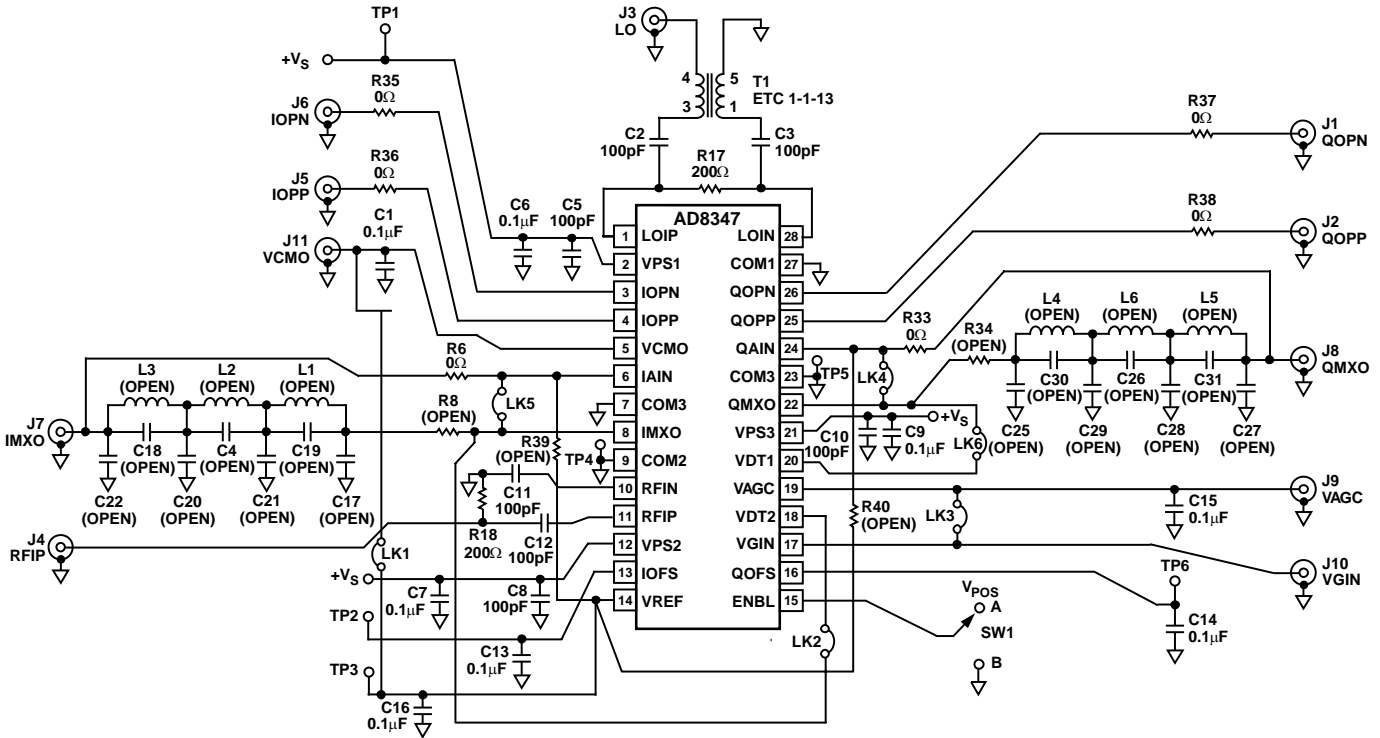 TP1
J3
LO
+VS
R35
0Ω
J6
IOPN
4
5
T1
ETC 1-1-13
3
1
R37
0Ω
J1
QOPN
C2
100pF
C3
100pF
R36
0Ω
J5
IOPP
R17
200Ω
R38
0Ω
J2
QOPP
C1
0.1μF
J11
VCMO
C6
0.1μF
C5
100pF
AD8347
1 LOIP
LOIN 28
2 VPS1
COM1 27
3 IOPN
QOPN 26
4 IOPP
QOPP 25
5 VCMO
QAIN 24
6 IAIN
COM3 23
7 COM3
QMXO 22
8 IMXO
VPS3 21
9 COM2
VDT1 20
10 RFIN
VAGC 19
11 RFIP
VDT2 18
12 VPS2
VGIN 17
13 IOFS
QOFS 16
14 VREF
ENBL 15
R33
0Ω
R34
(OPEN)
L4
(OPEN)
L6
(OPEN)
L5
(OPEN)
J8
QMXO
C30
(OPEN)
C26
(OPEN)
C31
(OPEN)
C25
(OPEN)
C29
(OPEN)
C28
(OPEN)
C27
(OPEN)
TP5
LK4
+VS
C10
100pF
C9
0.1μF
LK6
R6
0Ω
L3
(OPEN)
L2
(OPEN)
L1
(OPEN)
R8
(OPEN)
LK5
J7
IMXO
C18
(OPEN)
C4
(OPEN)
C19
(OPEN)
C22
(OPEN)
C20
(OPEN)
C21
(OPEN)
C17
(OPEN)
R39
(OPEN)
TP4
C11
100pF
R18
200Ω
C12
100pF
J4
RFIP
LK1
+VS
C7
0.1μF
C8
100pF
TP2
C13
0.1μF
TP3
C16
0.1μF
J9
VAGC
C15
0.1μF
LK3
R40
(OPEN)
J10
VGIN
TP6
C14
0.1μF
VPOS
A
SW1
B
LK2